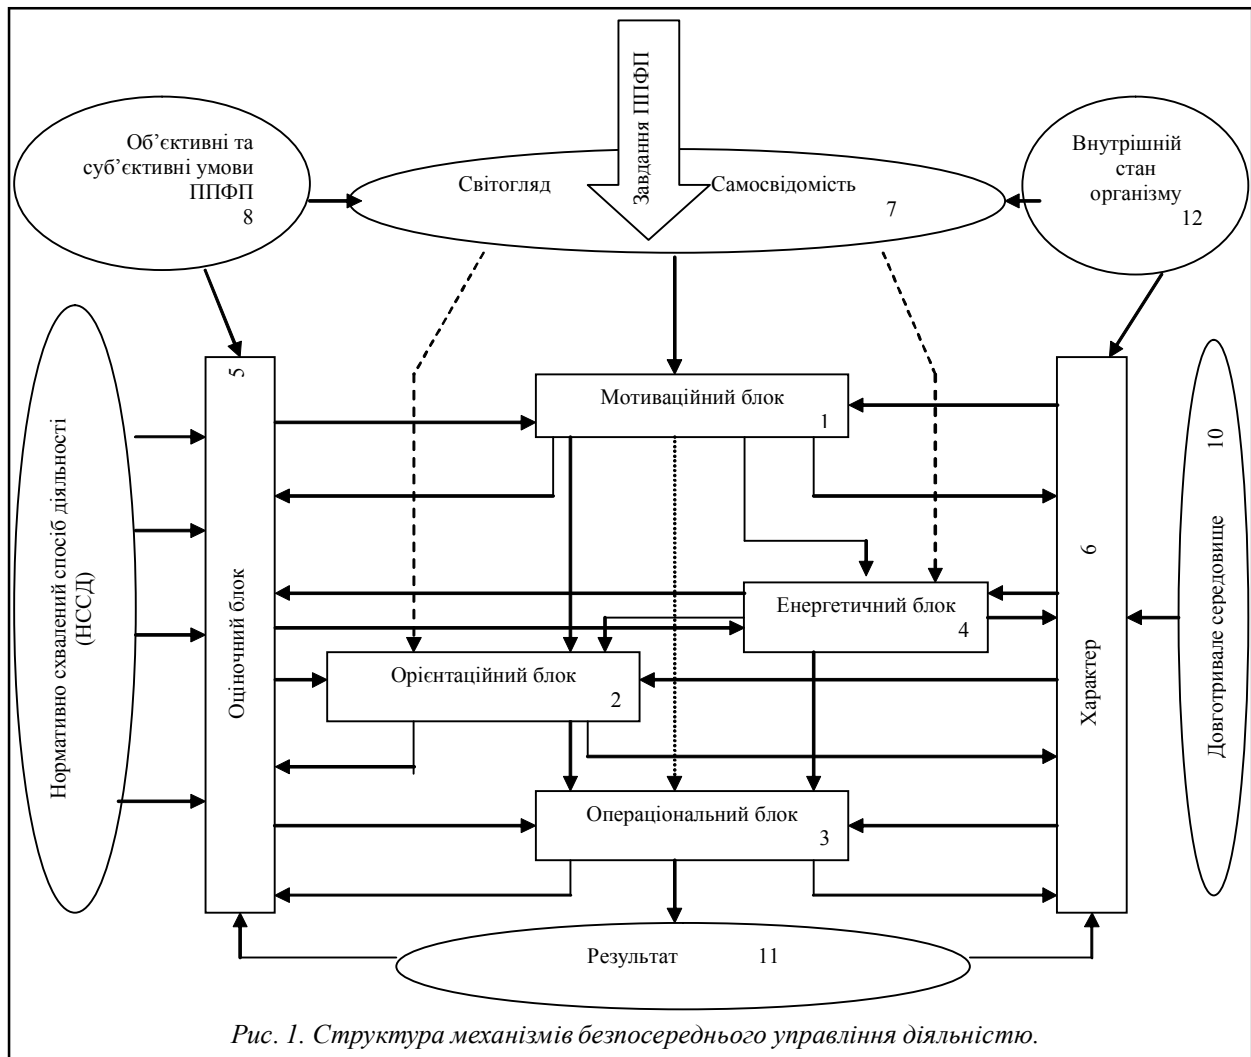 Завдання ППФП
Об’єктивні та
суб’єктивні умови
ППФП
8
Світогляд
Самосвідомість
7
Внутрішній
стан
організму
12
Нормативно схвалений спосіб діяльності
(НССД)
Оціночний блок
5
Мотиваційний блок
1
Енергетичний блок
4
Орієнтаційний блок
2
Операціональний блок
3
Характер
6
Довготривале середовище
10
Результат
11
Рис. 1. Структура механізмів безпосереднього управління діяльністю.